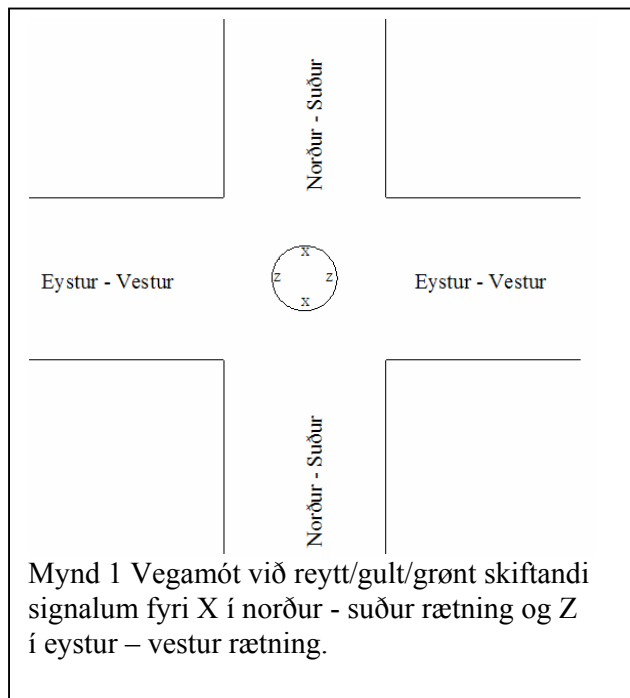 Norður - Suður
X
Eystur - Vestur
z
z
Eystur - Vestur
X
Norður - Suður
Mynd 1 Vegamót við reytt/gult/grønt skiftandi
signalum fyri X í norður - suður rætning og Z
í eystur – vestur rætning.